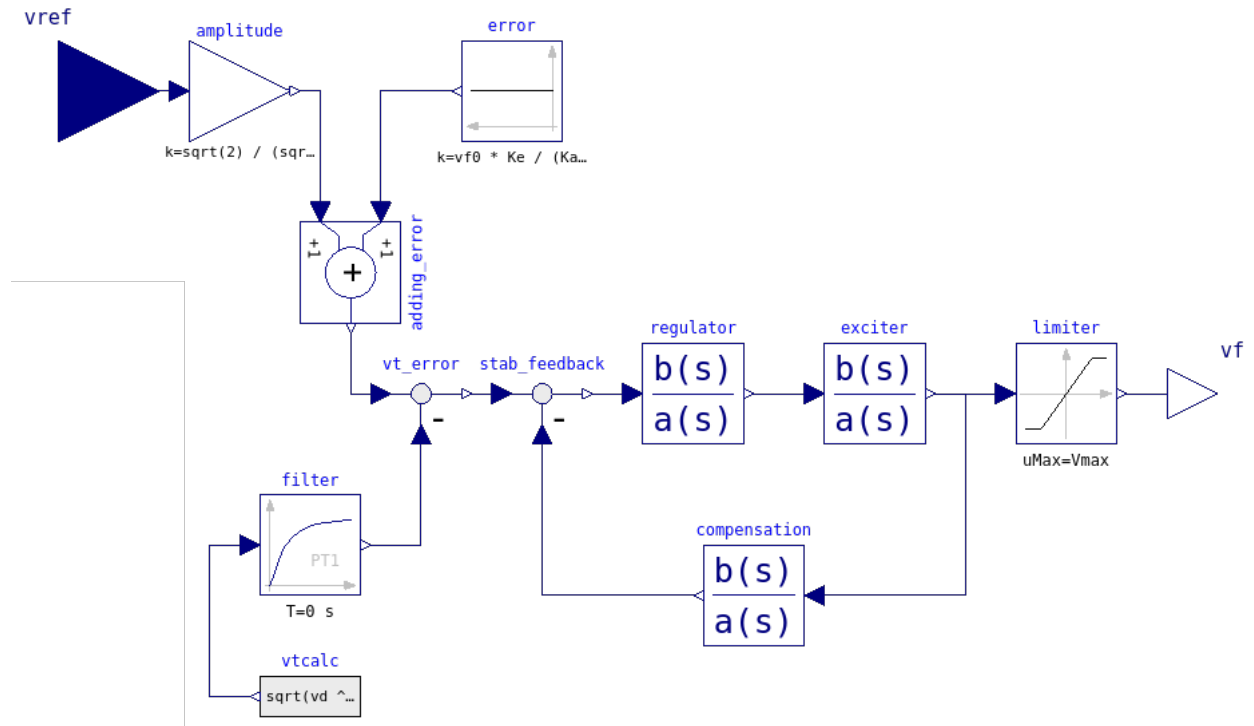 vref
amplitude
error
k=sqrt(2) / (sqr…
k=vf0 * Ke / (Ka…
+1
+1
+
adding_error
vt_error
stab_feedback
regulator
exciter
limiter
vf
b(s)
a(s)
b(s)
a(s)
-
-
uMax=Vmax
filter
PT1
T=0 s
compensation
b(s)
a(s)
vtcalc
sqrt(vd ^…